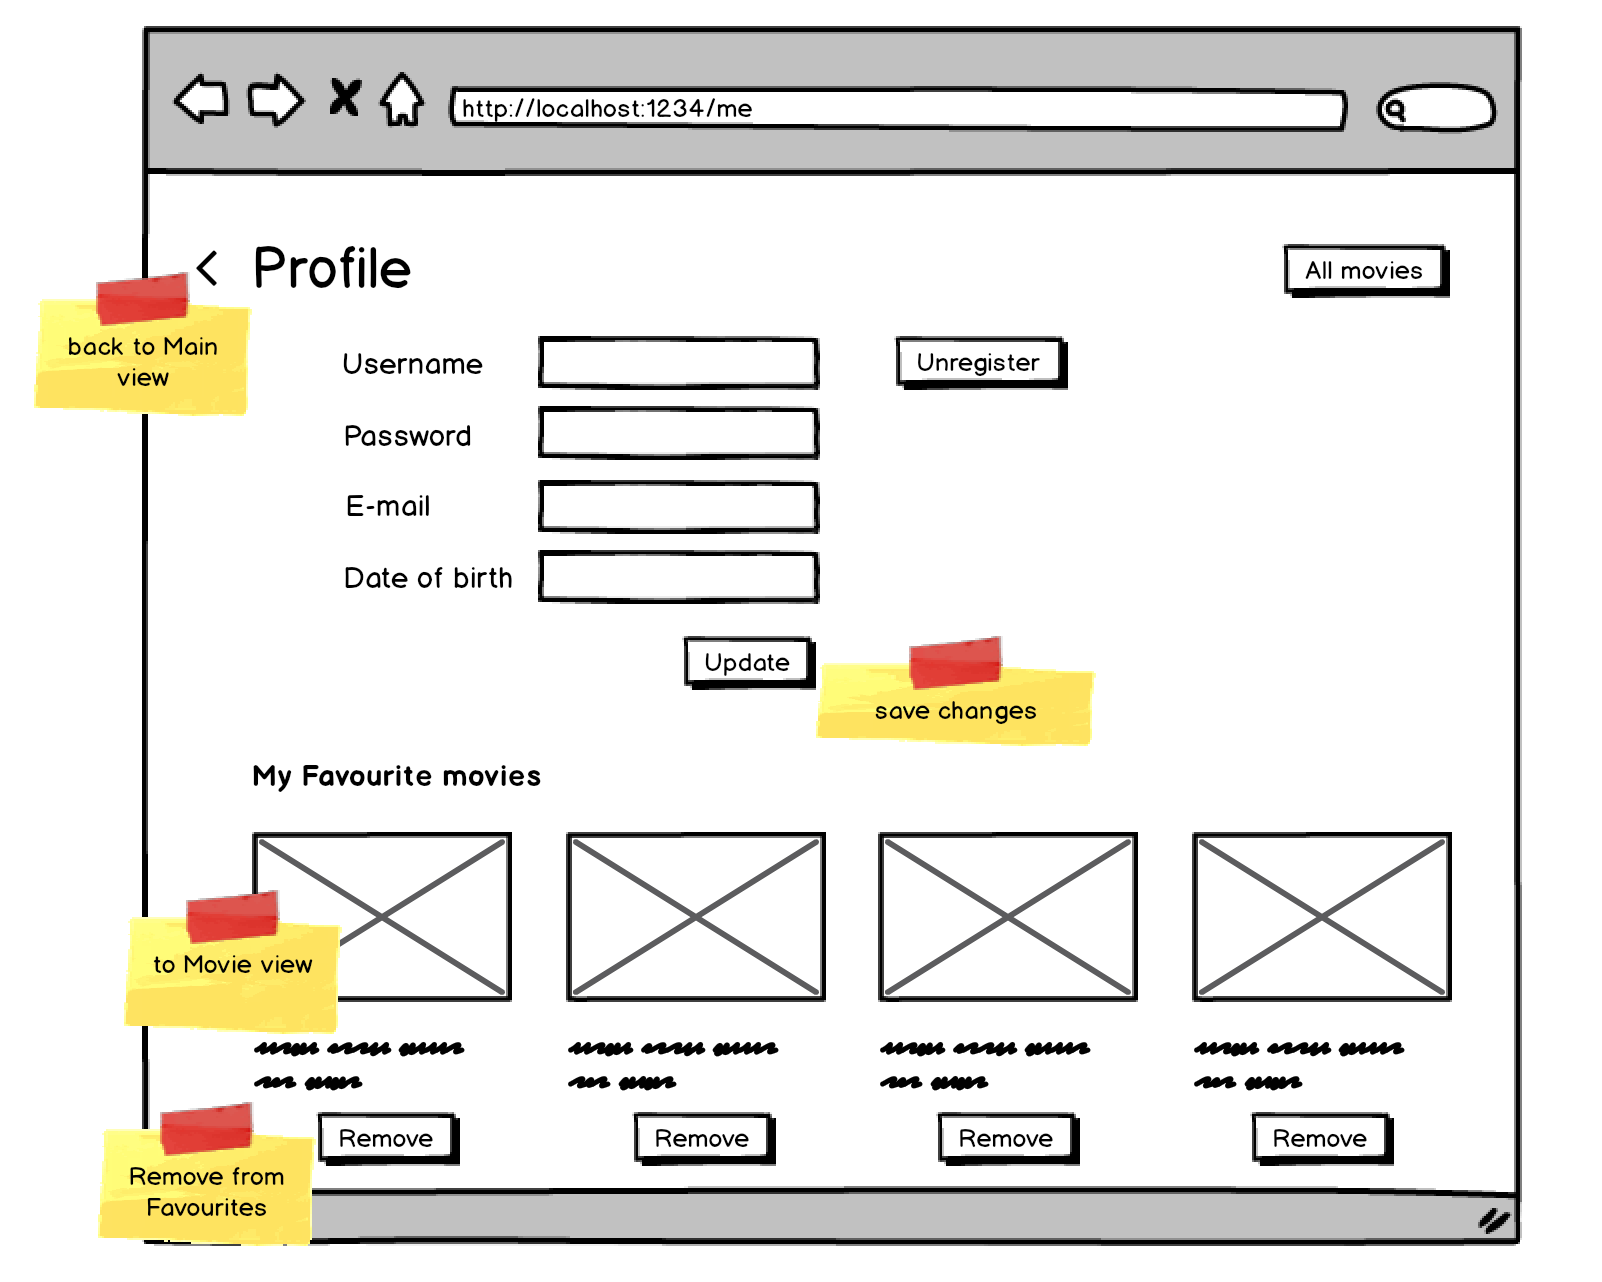 http://localhost:1234/me
< Profile
All movies
back to Main
view
Username
Unregister
Password
E-mail
Date of birth
Update
save changes
My Favourite movies
to Movie view
Remove
Remove
Remove
Remove
Remove from
Favourites